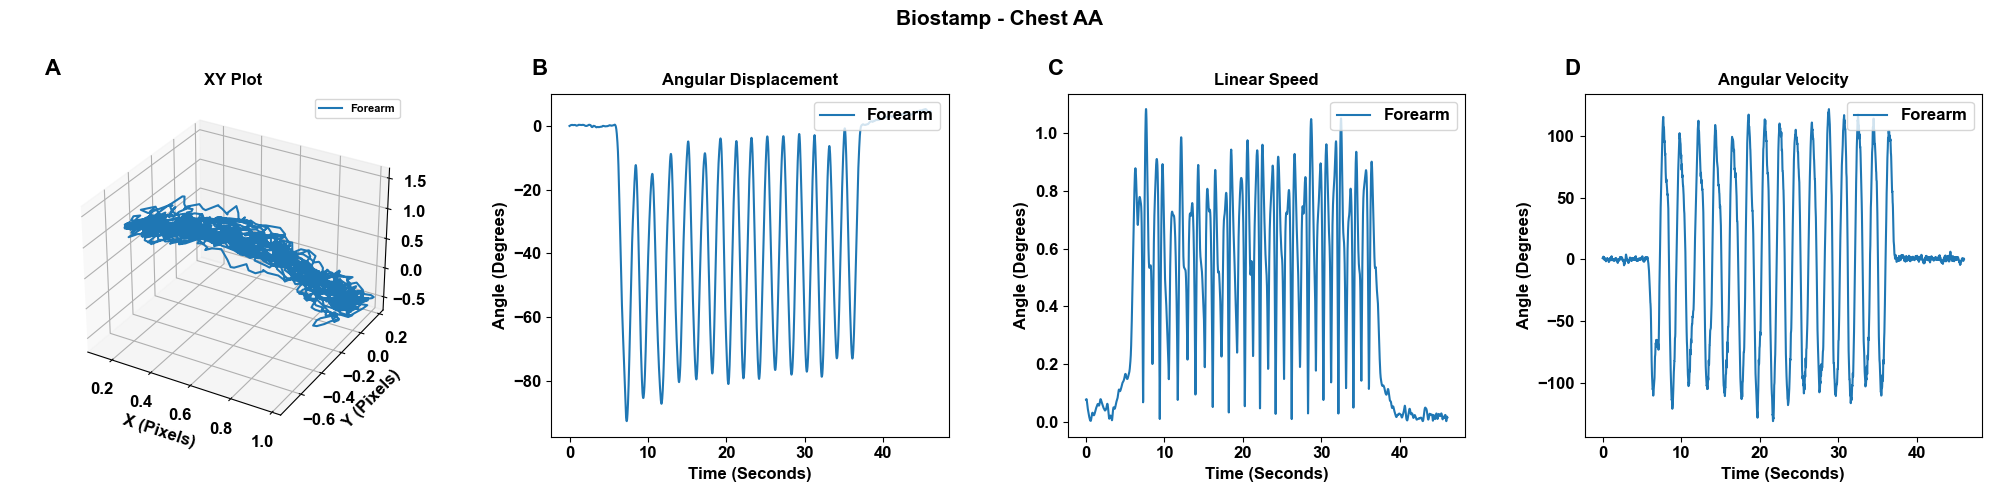 Biostamp - Chest AA
A
XY Plot
Forearm
1.5
1.0
0.5
0.0
−0.5
0.2
0.0
−0.2
−0.4
−0.6
Y (Pixels)
0.2
0.4
0.6
0.8
1.0
X (Pixels)
B
Angular Displacement
Forearm
Angle (Degrees)
0
−20
−40
−60
−80
0 10 20 30 40
Time (Seconds)
C
Linear Speed
Forearm
Angle (Degrees)
1.0
0.8
0.6
0.4
0.2
0.0
0 10 20 30 40
Time (Seconds)
D
Angular Velocity
Forearm
Angle (Degrees)
100
50
0
−50
−100
0 10 20 30 40
Time (Seconds)